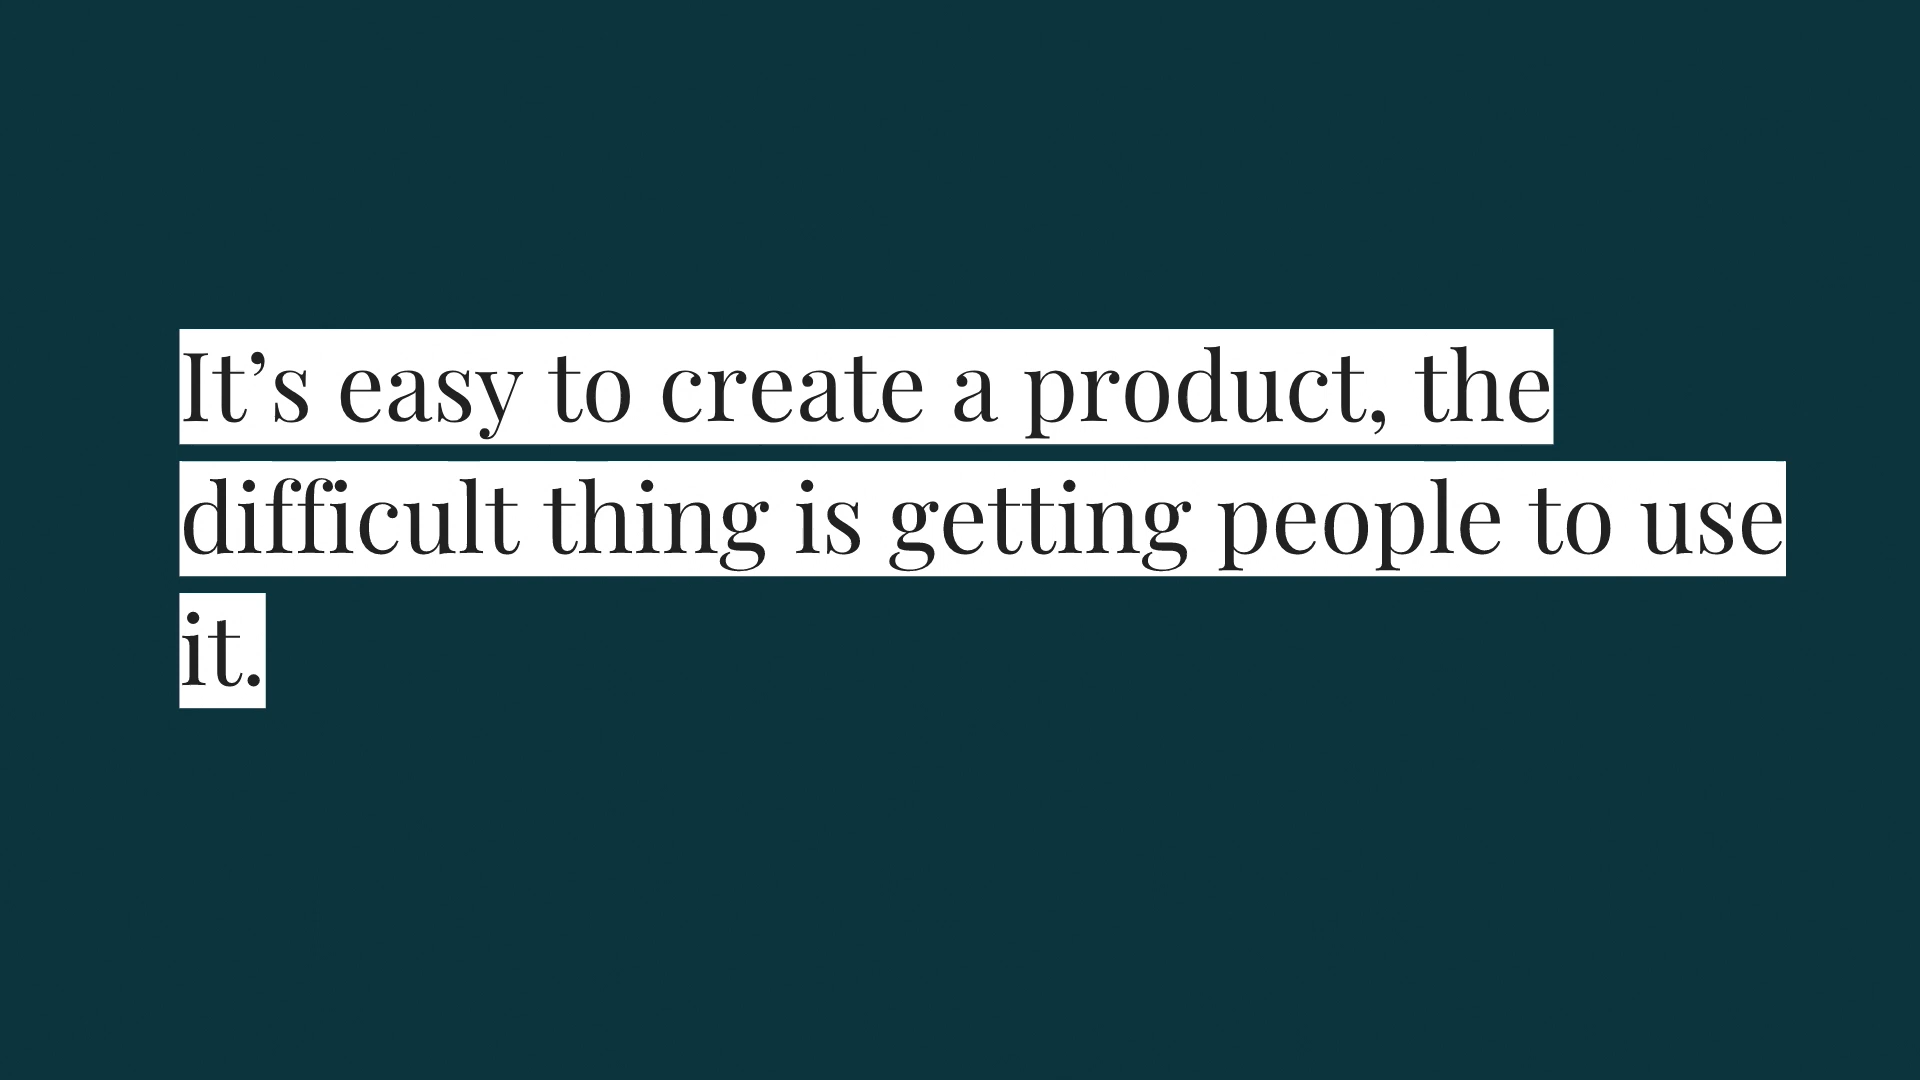 It’s easy to create a product, the
difficult thing is getting people to use
it.